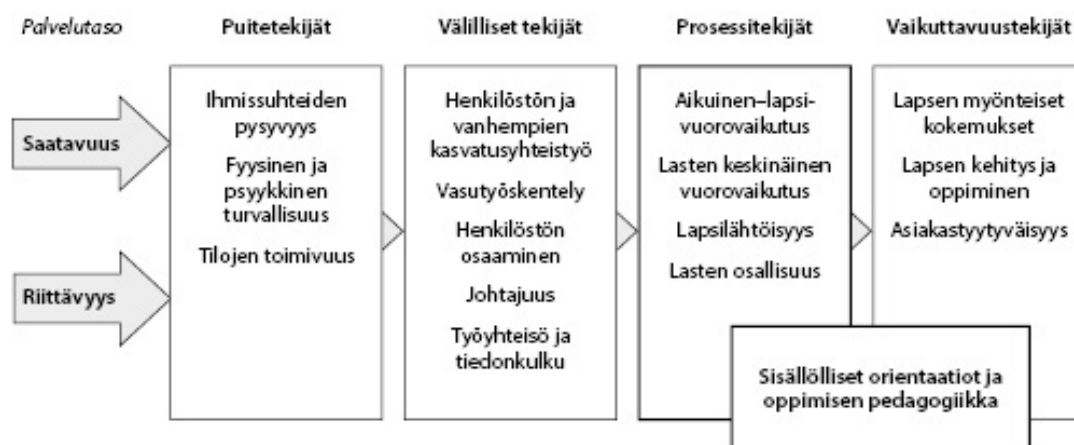 Palvelutaso
Puitetekijät
Välilliset tekijät
Prosessitekijät
Vaikuttavuustekijät
Saatavuus
Riittävyys
Ihmissuhteiden
pysyvyys
Fyysinen ja
psyykkinen
turvallisuus
Tilojen toimivuus
Henkilöstön ja
vanhempien
kasvatusyhteistyö
Vasutyöskentely
Henkilöstön
osaaminen
Johtajuus
Työyhteisö ja
tiedonkulku
Aikuinen–lapsi-
vuorovaikutus
Lasten keskinäinen
vuorovaikutus
Lapsilähtöisyys
Lasten osallisuus
Lapsen myönteiset
kokemukset
Lapsen kehitys ja
oppiminen
Asiakastyytyväisyys
Sisällölliset orientaatiot ja
oppimisen pedagogiikka